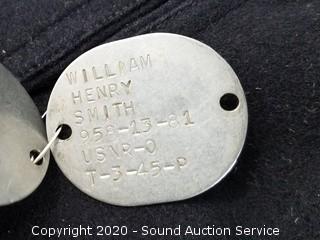 WILLIAM
HENRY
SMITH
958-13-81
USNR-O
T-3-45-P
Copyright 2020 - Sound Auction Service